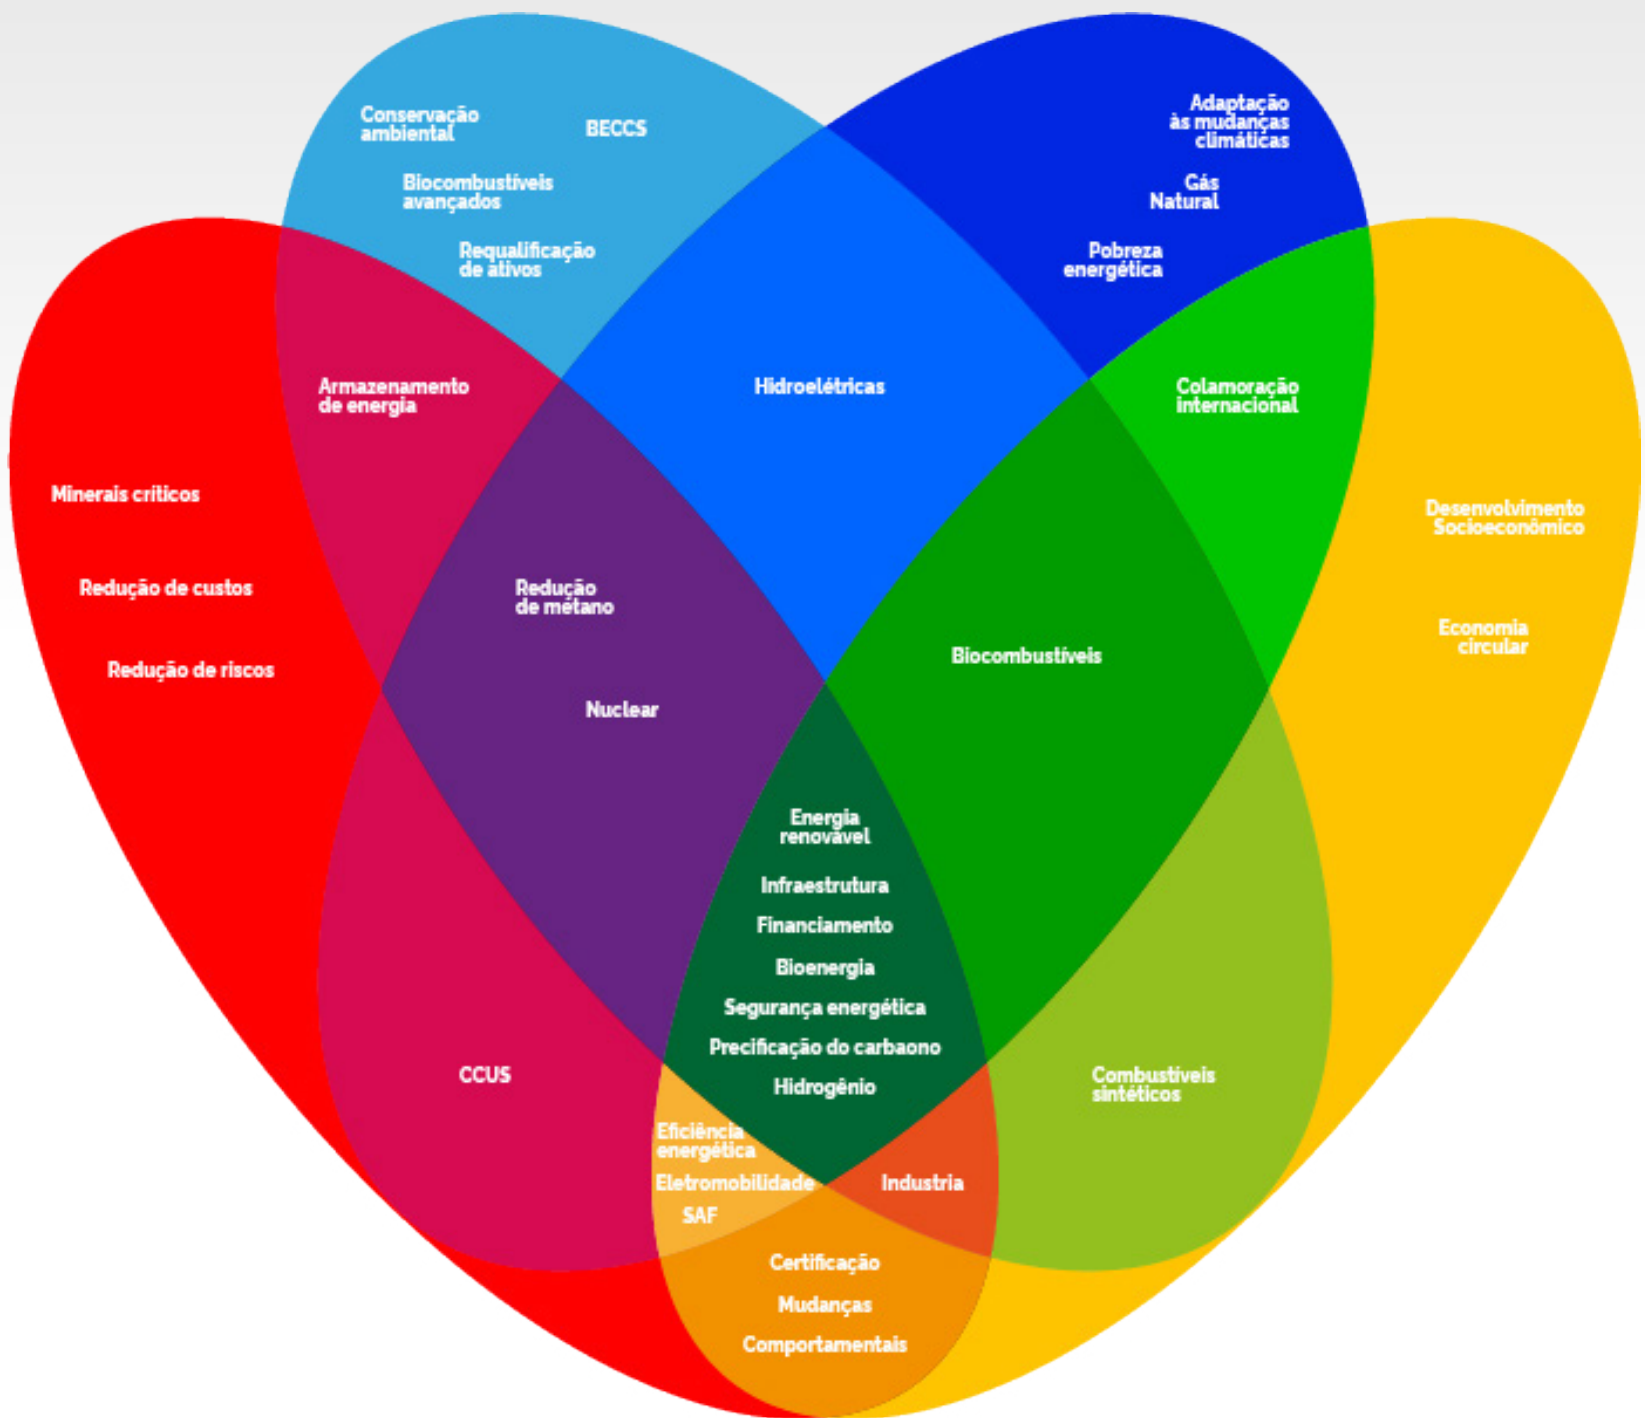 Conservação
ambiental
BECCS
Biocombustíveis
avançados
Requalificação
de ativos
Adaptação
às mudanças
climáticas
Gás
Natural
Pobreza
energética
Armazenamento
de energia
Hidroelétricas
Colamoração
internacional
Minerais críticos
Redução de custos
Redução de riscos
Desenvolvimento
Socioeconômico
Economia
circular
Redução
de métano
Nuclear
Biocombustíveis
Energia
renovável
Infraestrutura
Financiamento
Bioenergia
Segurança energética
Precificação do carbaono
Hidrogênio
CCUS
Combustíveis
sintéticos
Eficiência
energética
Eletromobilidade
SAF
Industria
Certificação
Mudanças
Comportamentais